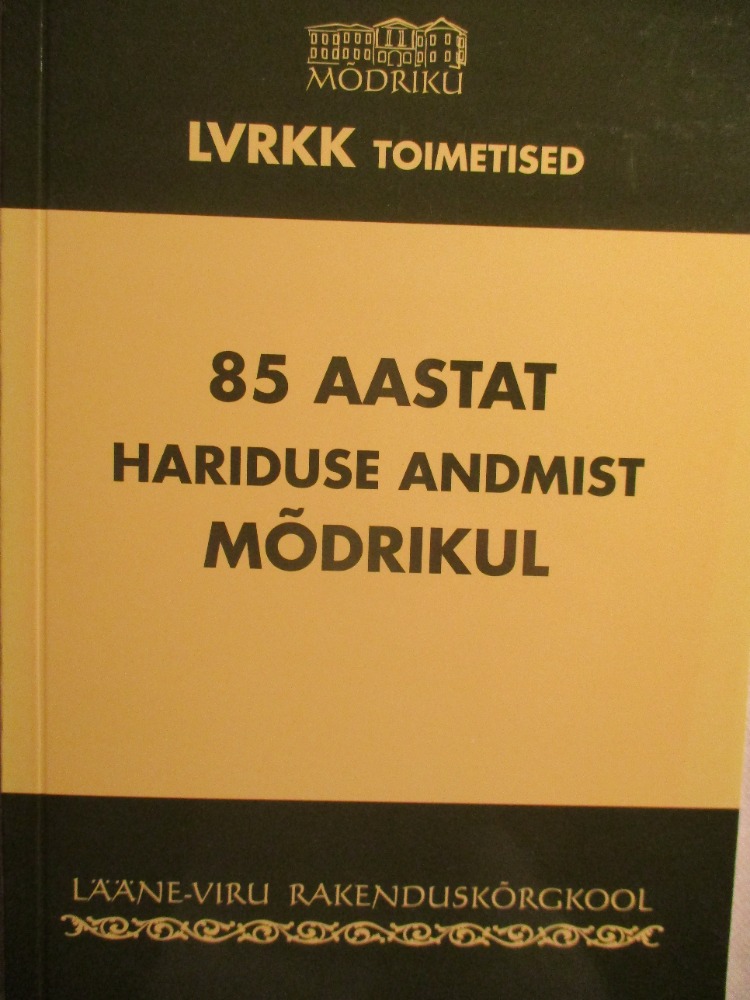 MÕDRIKU
LVRKK TOIMETISED
85 AASTAT
HARIDUSE ANDMIST
MÕDRIKUL
LÄÄNE-VIRU RAKENDUSKÕRGKOOL